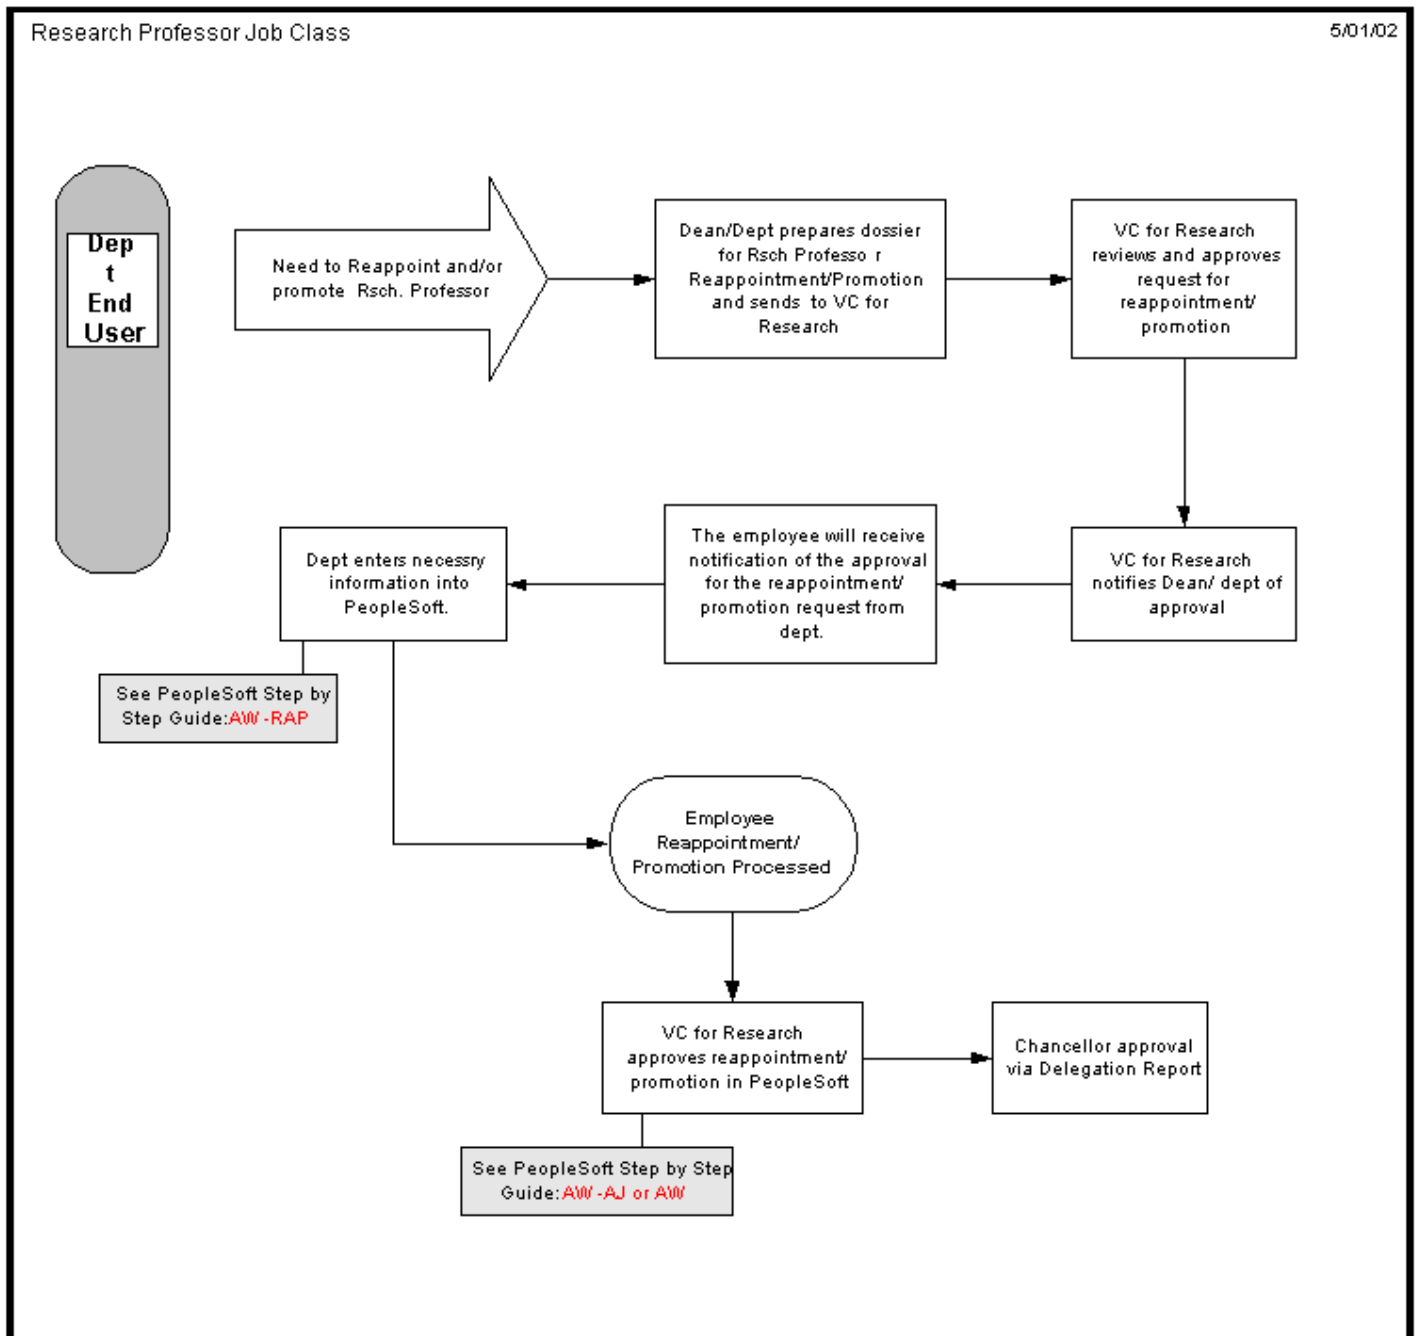 Research Professor Job Class
5/01/02
Dep
t
End
User
Need to Reappoint and/or
promote Rsch. Professor
Dean/Dept prepares dossier
for Rsch Professo r
Reappointment/Promotion
and sends to VC for
Research
VC for Research
reviews and approves
request for
reappointment/
promotion
Dept enters necessry
information into
PeopleSoft.
The employee will receive
notification of the approval
for the reappointment/
promotion request from
dept.
VC for Research
notifies Dean/ dept of
approval
See PeopleSoft Step by
Step Guide:AW -RAP
Employee
Reappointment/
Promotion Processed
VC for Research
approves reappointment/
promotion in PeopleSoft
Chancellor approval
via Delegation Report
See PeopleSoft Step by Step
Guide:AW -AJ or AW